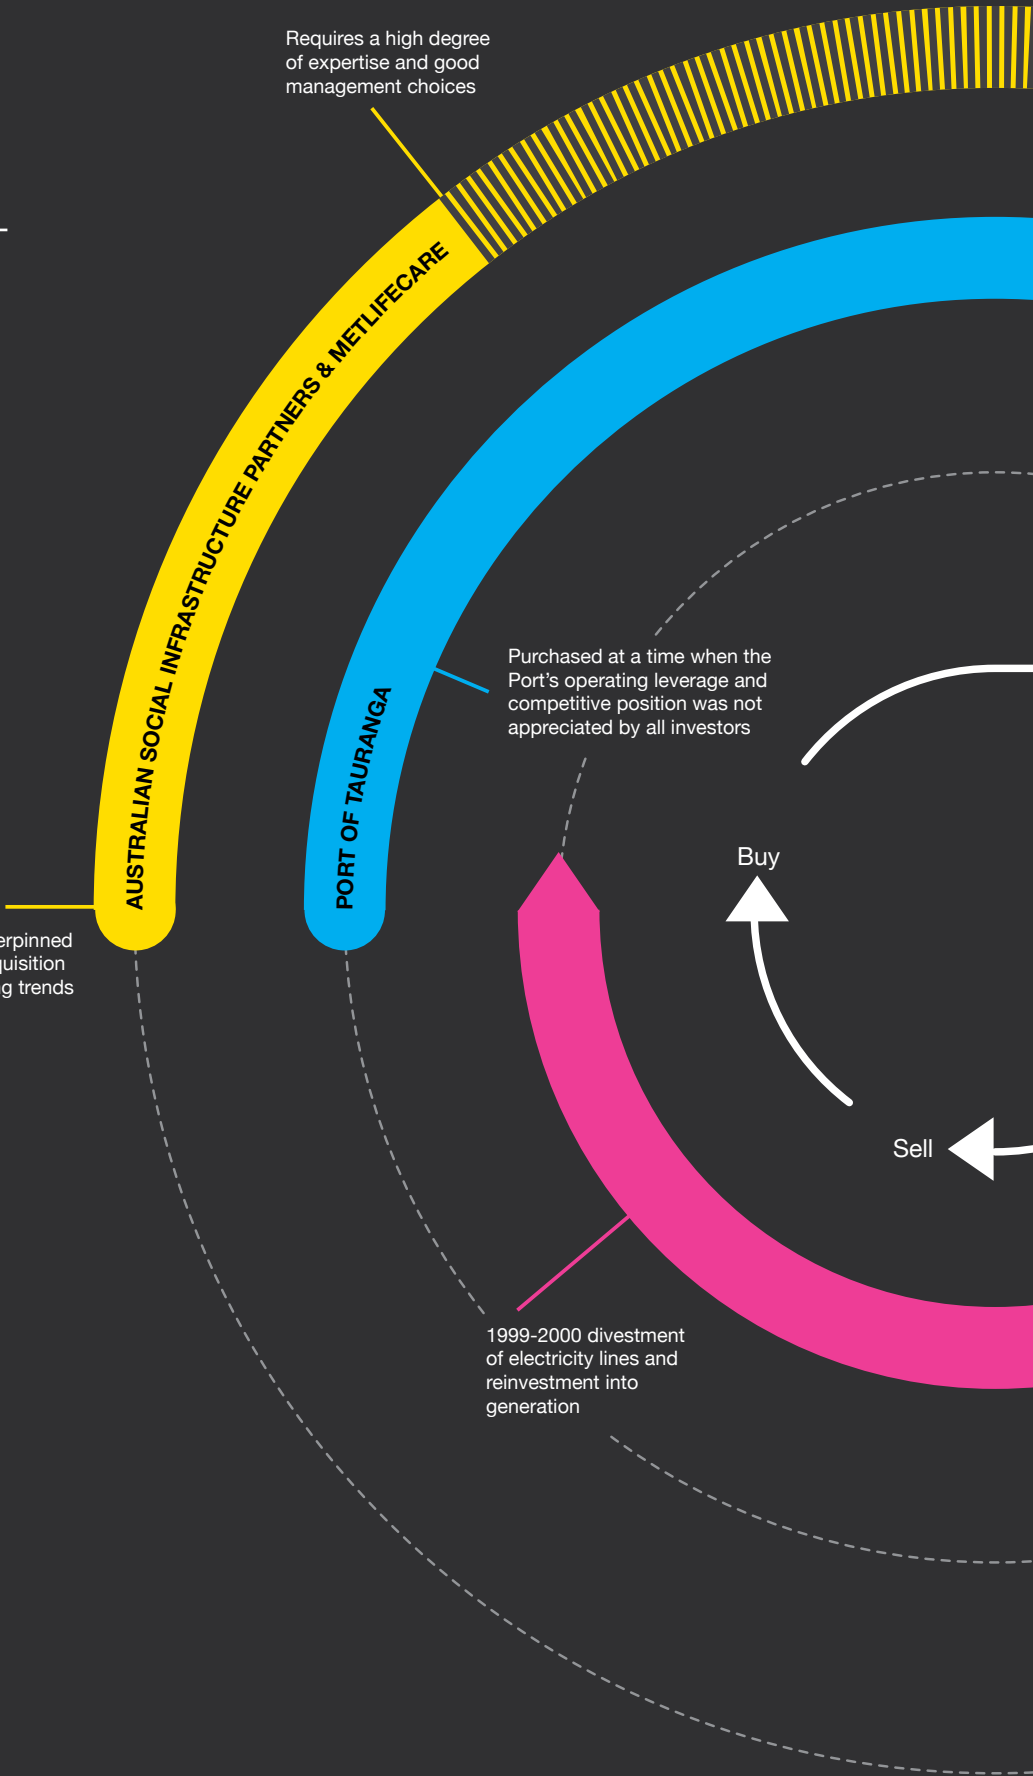 Requires a high degree
of expertise and good
management choices
AUSTRALIAN SOCIAL INFRASTRUCTURE PARTNERS & METLIFECARE
PORT OF TAURANGA
Purchased at a time when the
Port's operating leverage and
competitive position was not
appreciated by all investors
Buy
Sell
trends
1999-2000 divestment
of electricity lines and
reinvestment into
generation